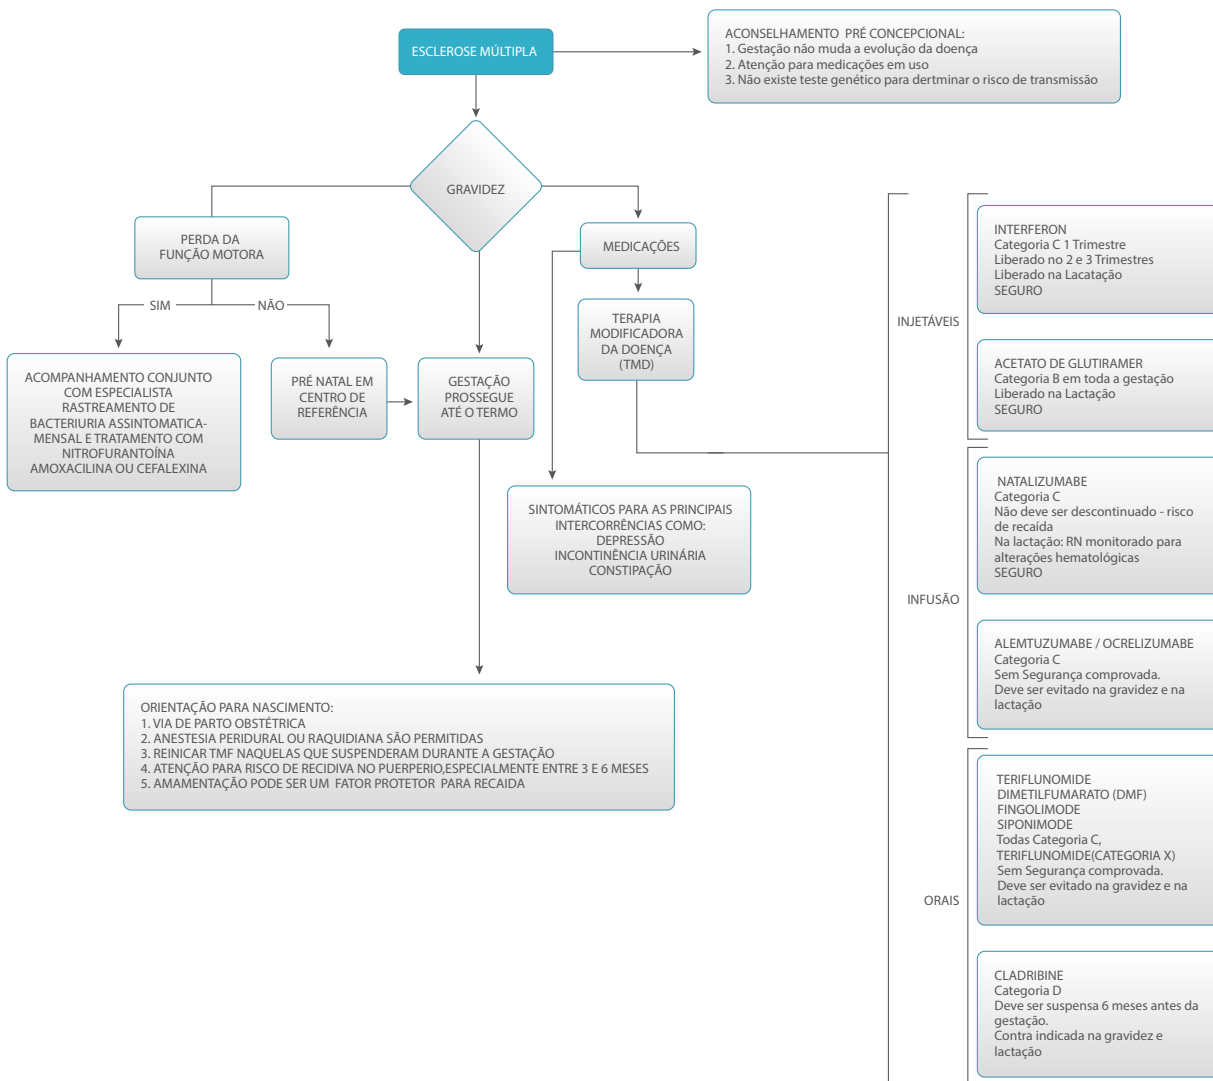 ESCLEROSE MÚLTIPLA
ACONSELHAMENTO PRÉ CONCEPCIONAL:
1. Gestação não muda a evolução da doença
2. Atenção para medicações em uso
3. Não existe teste genético para dertminar o risco de transmissão
GRAVIDEZ
PERDA DA
FUNÇÃO MOTORA
SIM
NÃO
ACOMPANHAMENTO CONJUNTO
COM ESPECIALISTA
RASTREAMENTO DE
BACTERIURIA ASSINTOMATICA-
MENSAL E TRATAMENTO COM
NITROFURANTOÍNA
AMOXACILINA OU CEFALEXINA
PRÉ NATAL EM
CENTRO DE
REFERÊNCIA
GESTAÇÃO
PROSSEGUE
ATÉ O TERMO
MEDICAÇÕES
TERAPIA
MODIFICADORA
DA DOENÇA
(TMD)
SINTOMÁTICOS PARA AS PRINCIPAIS
INTERCORRÊNCIAS COMO:
DEPRESSÃO
INCONTINÊNCIA URINÁRIA
CONSTIPAÇÃO
ORIENTAÇÃO PARA NASCIMENTO:
1. VIA DE PARTO OBSTÉTRICA
2. ANESTESIA PERIDURAL OU RAQUIDIANA SÃO PERMITIDAS
3. REINICAR TMF NAQUELAS QUE SUSPENDERAM DURANTE A GESTAÇÃO
4. ATENÇÃO PARA RISCO DE RECIDIVA NO PUERPERIO,ESPECIALMENTE ENTRE 3 E 6 MESES
5. AMAMENTAÇÃO PODE SER UM FATOR PROTETOR PARA RECAIDA
INJETÁVEIS
INTERFERON
Categoria C 1 Trimestre
Liberado no 2 e 3 Trimestres
Liberado na Lacatação
SEGURO
ACETATO DE GLUTIRAMER
Categoria B em toda a gestação
Liberado na Lactação
SEGURO
INFUSÃO
NATALIZUMABE
Categoria C
Não deve ser descontinuado - risco
de recaída
Na lactação: RN monitorado para
alterações hematológicas
SEGURO
ALEMTUZUMABE / OCRELIZUMABE
Categoria C
Sem Segurança comprovada.
Deve ser evitado na gravidez e na
lactação
ORAIS
TERIFLUNOMIDE
DIMETILFUMARATO (DMF)
FINGOLIMODE
SIPONIMODE
Todas Categoria C,
TERIFLUNOMIDE(CATEGORIA X)
Sem Segurança comprovada.
Deve ser evitado na gravidez e na
lactação
CLADRIBINE
Categoria D
Deve ser suspensa 6 meses antes da
gestação.
Contra indicada na gravidez e
lactação